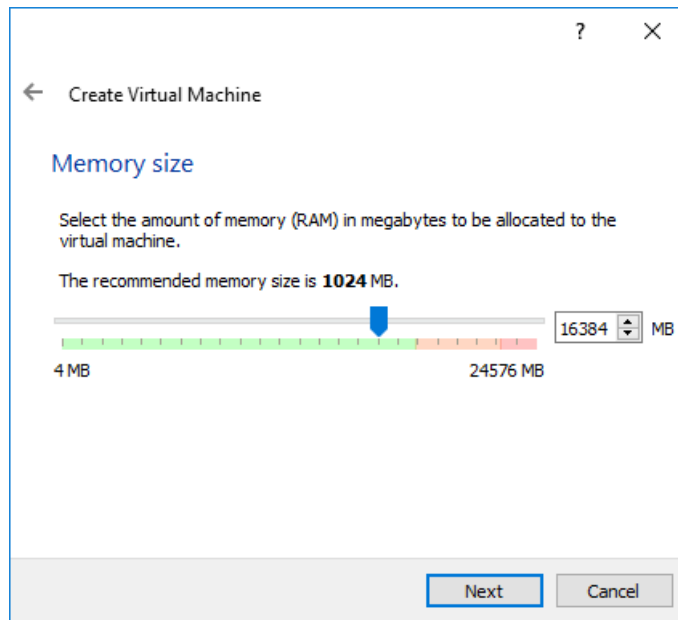 ?
Create Virtual Machine
Memory size
Select the amount of memory (RAM) in megabytes to be allocated to the
virtual machine.
The recommended memory size is 1024 MB.
16384 MB
4 MB 24576 MB
Next Cancel